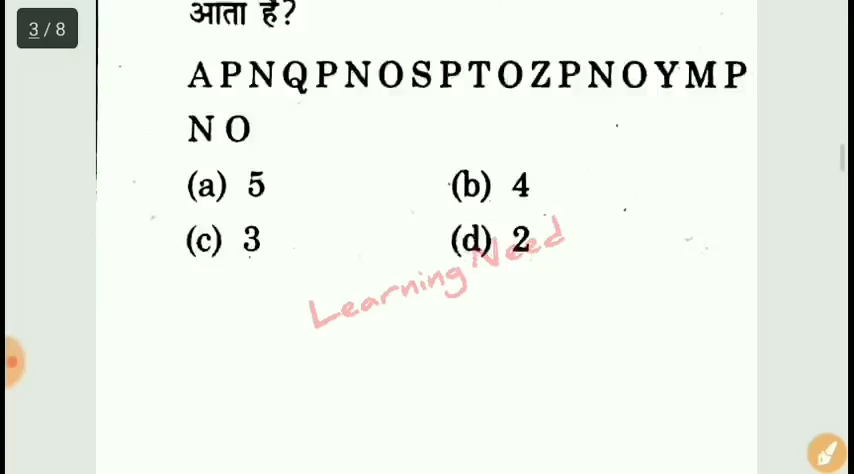 3 / 8
आता है?
A P N Q P N O S P T O Z P N O Y M P
N O
(a) 5 (b) 4
(c) 3 (d) 2
Learning Need